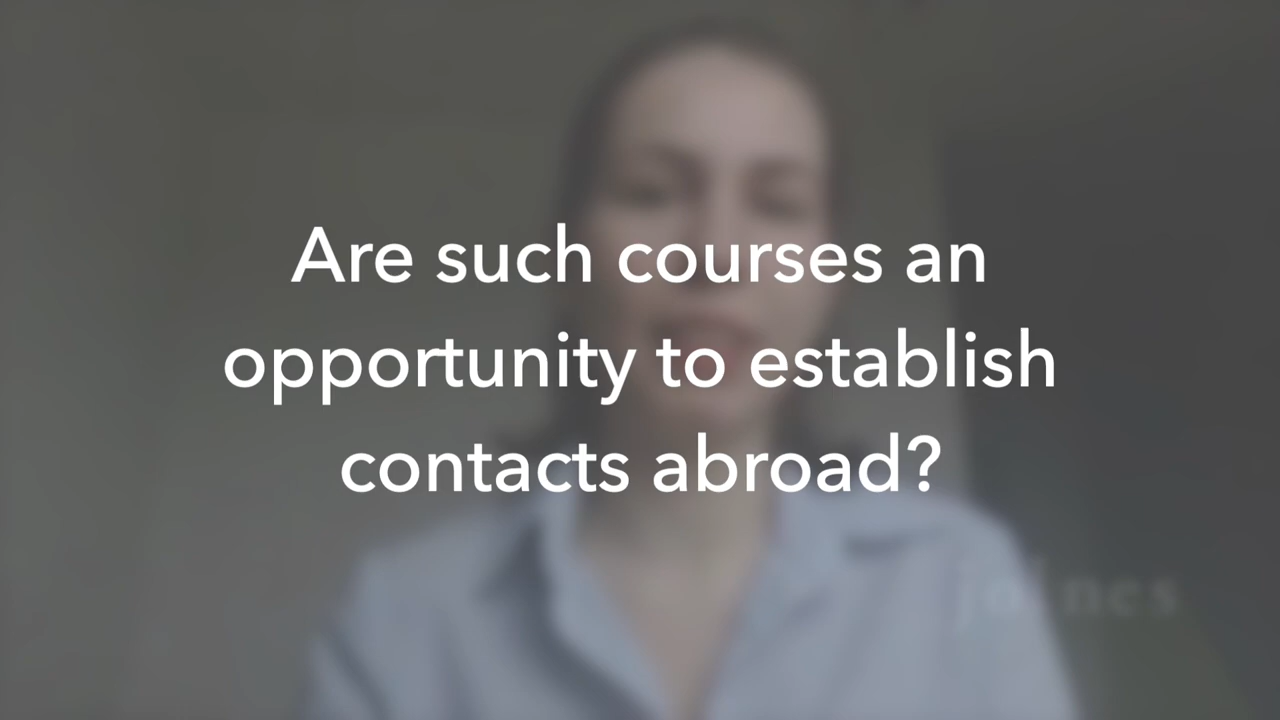 Are such courses an
opportunity to establish
contacts abroad?